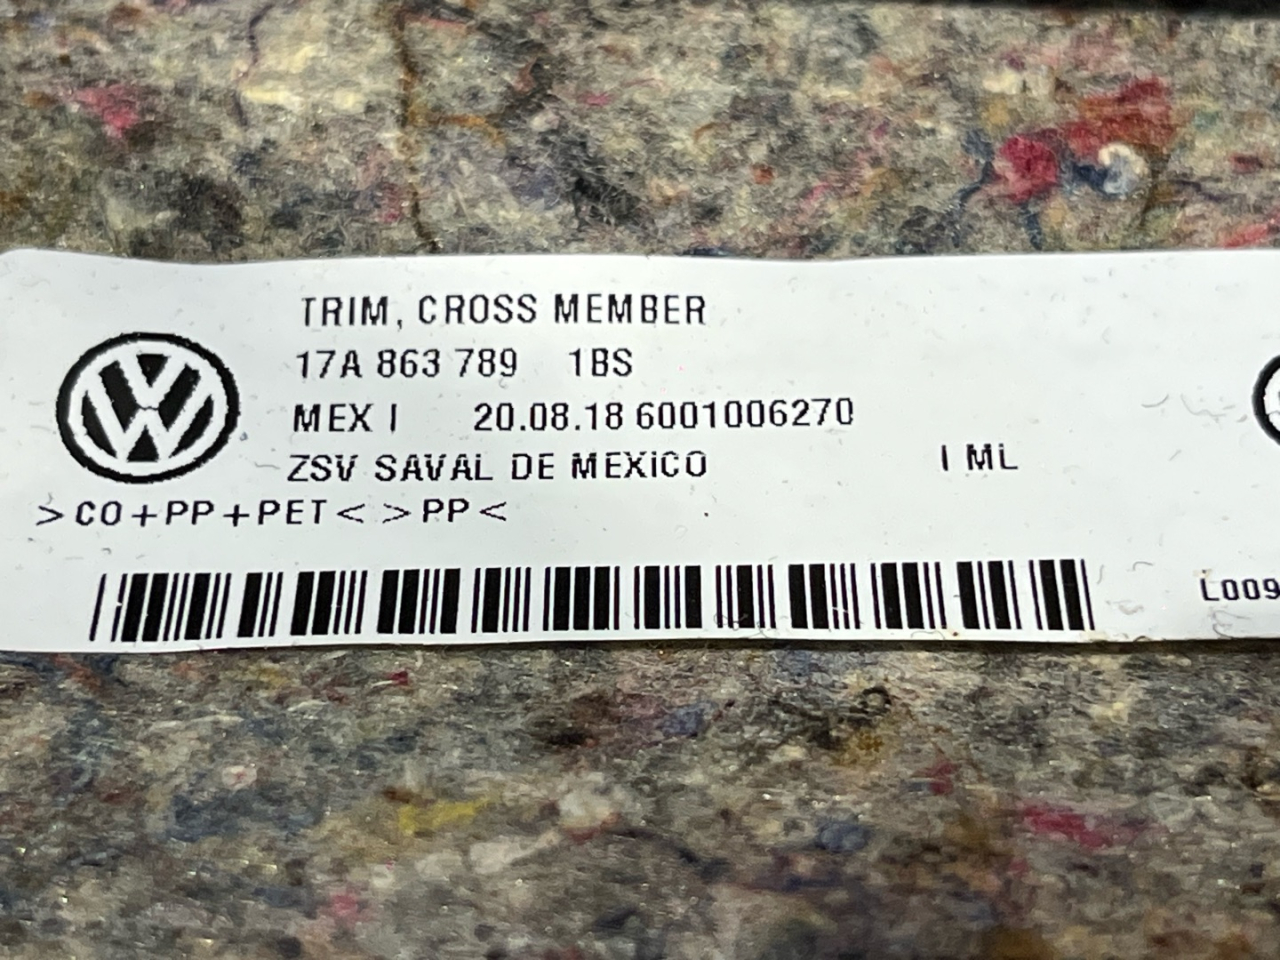 TRIM, CROSS MEMBER
17A 863 789 1BS
MEX I 20.08.18 6001006270
ZSV SAVAL DE MEXICO I ML
>CO+PP+PET< >PP<
L009